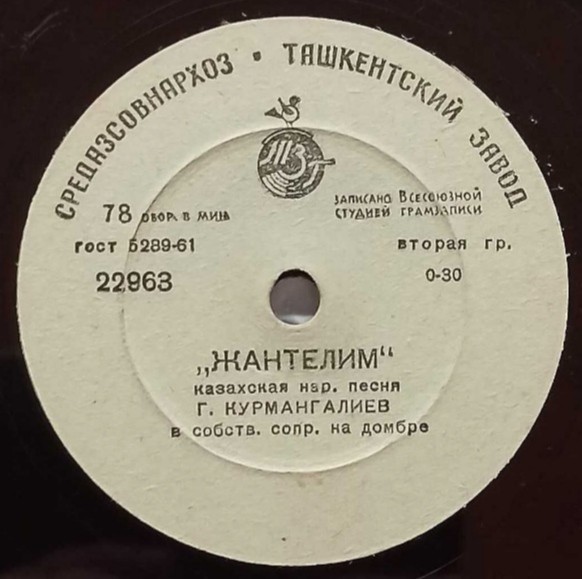 СРЕДАЗСОВНАРХОЗ • ТАШКЕНТСКИЙ ЗАВОД
ТЗГ
78 обор. в мин
ЗАПИСАНО ВСЕСОЮЗНОЙ
СТУДИЕЙ ГРАМЗАПИСИ
ГОСТ 5289-61
вторая гр.
22963
0-30
„ЖАНТЕЛИМ“
казахская нар. песня
Г. КУРМАНГАЛИЕВ
в собств. сопр. на домбре